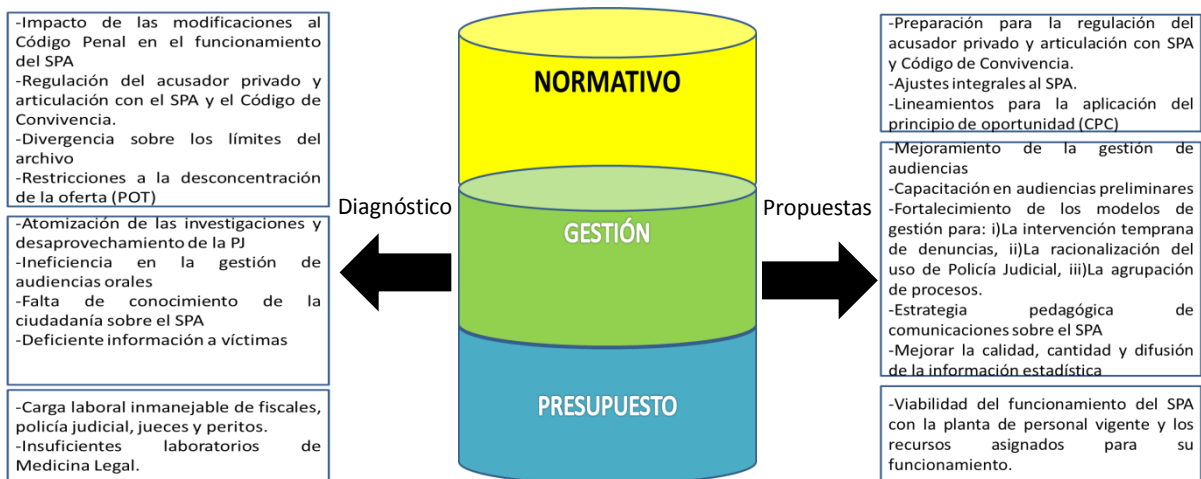 -Impacto de las modificaciones al
Código Penal en el funcionamiento
del SPA
-Regulación del acusador privado y
articulación con el SPA y el Código de
Convivencia.
-Divergencia sobre los límites del
archivo
-Restricciones a la desconcentración
de la oferta (POT)
-Atomización de las investigaciones y
desaprovechamiento de la PJ
-Ineficiencia en la gestión de
audiencias orales
-Falta de conocimiento de la
ciudadanía sobre el SPA
-Deficiente información a víctimas
-Carga laboral inmanejable de fiscales,
policía judicial, jueces y peritos.
-Insuficientes laboratorios de
Medicina Legal.
Diagnóstico
NORMATIVO
GESTIÓN
PRESUPUESTO
Propuestas
-Preparación para la regulación del
acusador privado y articulación con SPA
y Código de Convivencia.
-Ajustes integrales al SPA.
-Lineamientos para la aplicación del
principio de oportunidad (CPC)
-Mejoramiento de la gestión de
audiencias
-Capacitación en audiencias preliminares
-Fortalecimiento de los modelos de
gestión para: i)La intervención temprana
de denuncias, ii)La racionalización del
uso de Policía Judicial, iii)La agrupación
de procesos.
-Estrategia pedagógica de
comunicaciones sobre el SPA
-Mejorar la calidad, cantidad y difusión
de la información estadística
-Viabilidad del funcionamiento del SPA
con la planta de personal vigente y los
recursos asignados para su
funcionamiento.